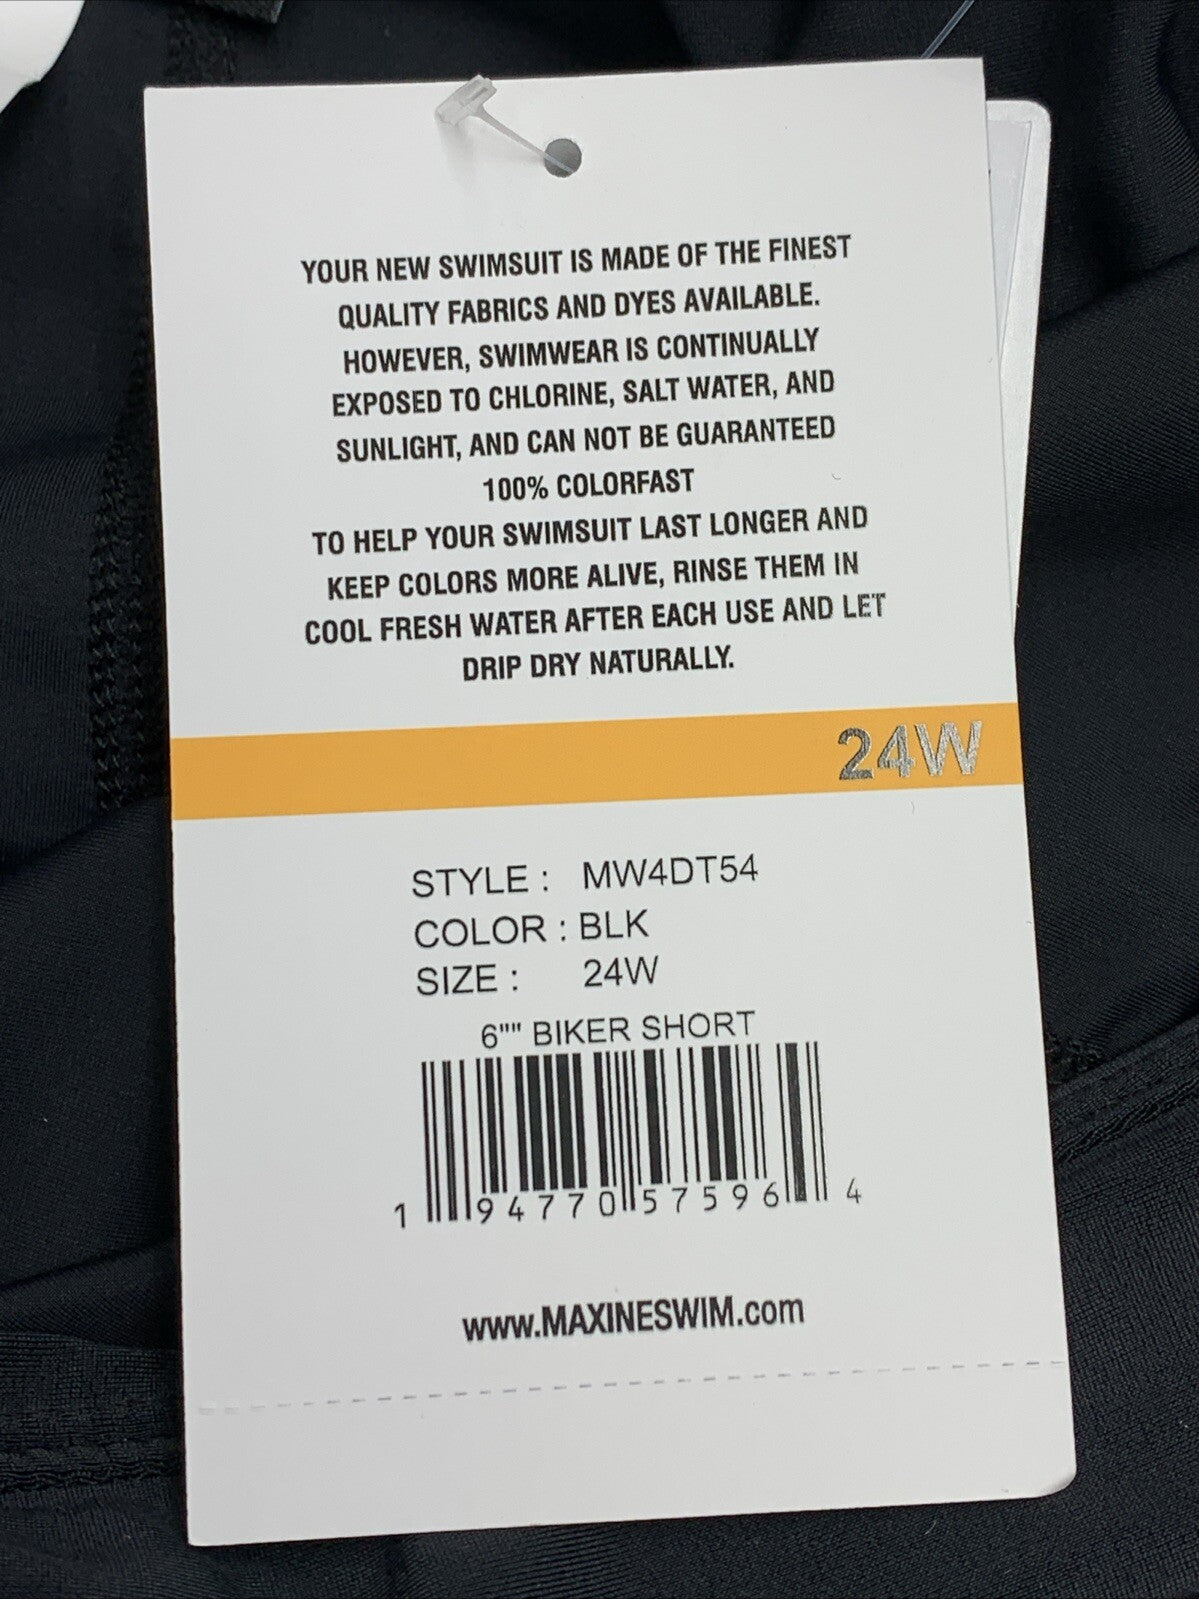 YOUR NEW SWIMSUIT IS MADE OF THE FINEST
QUALITY FABRICS AND DYES AVAILABLE.
HOWEVER, SWIMWEAR IS CONTINUALLY
EXPOSED TO CHLORINE, SALT WATER, AND
SUNLIGHT, AND CAN NOT BE GUARANTEED
100% COLORFAST
TO HELP YOUR SWIMSUIT LAST LONGER AND
KEEP COLORS MORE ALIVE, RINSE THEM IN
COOL FRESH WATER AFTER EACH USE AND LET
DRIP DRY NATURALLY.
24W
STYLE : MW4DT54
COLOR : BLK
SIZE : 24W
6"" BIKER SHORT
1 94770 57596 4
www.MAXINESWIM.com